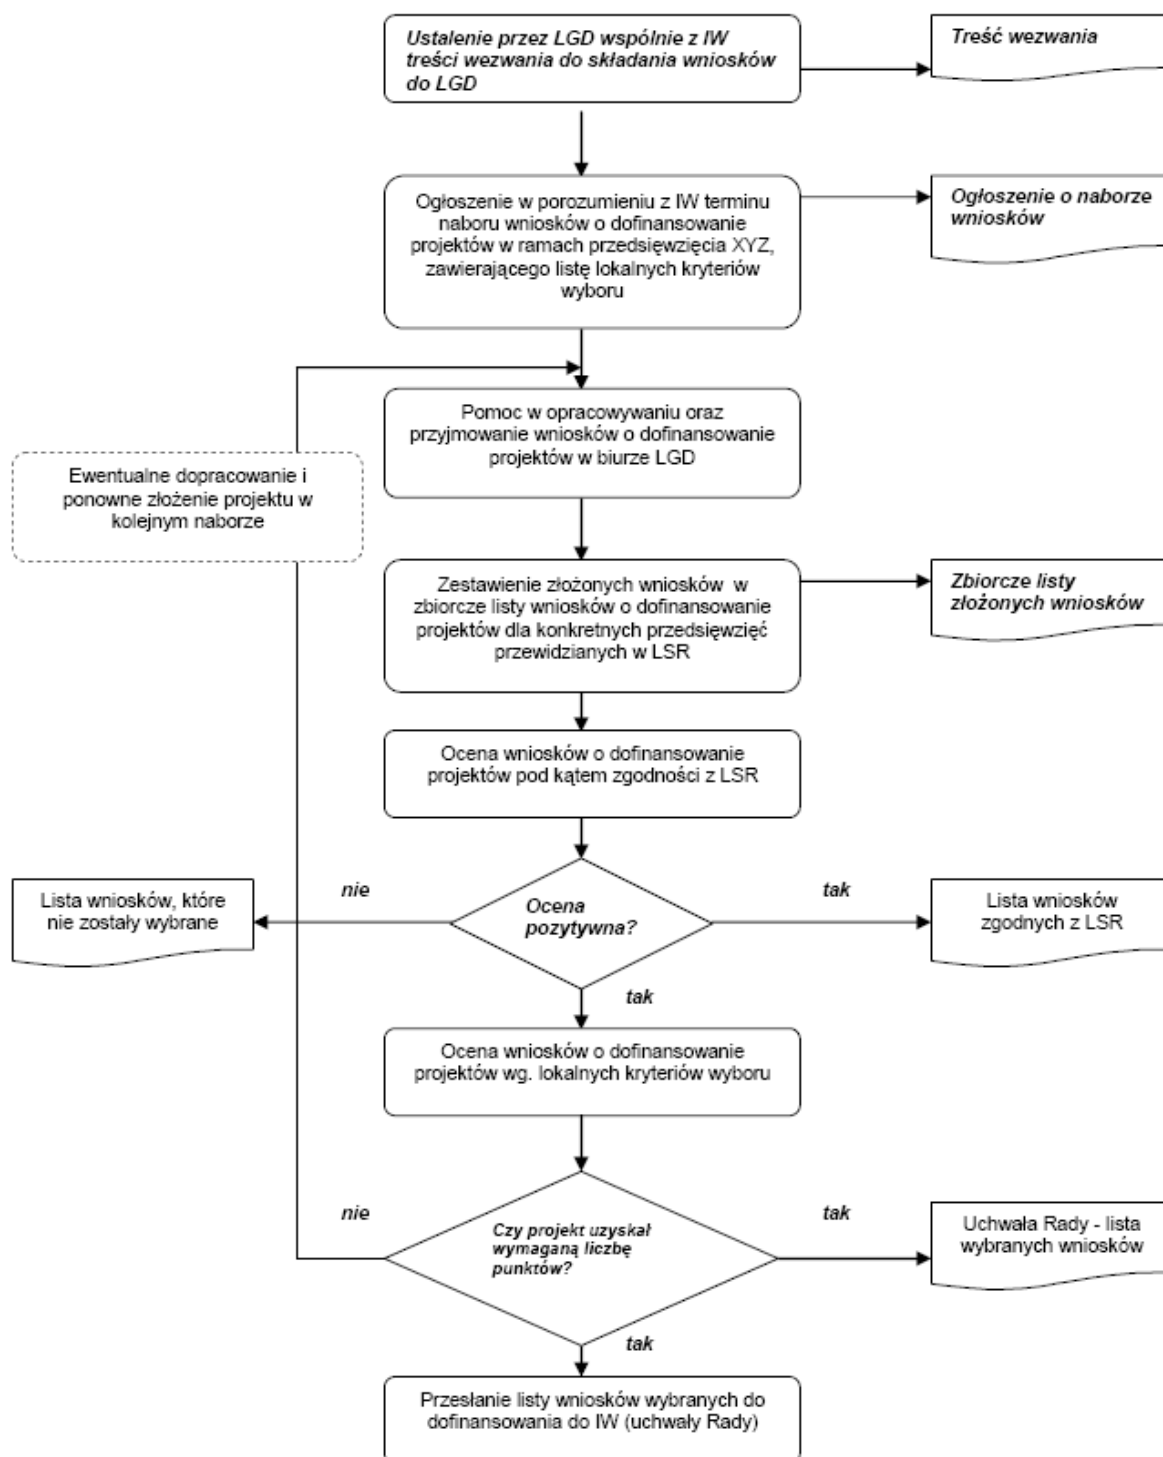 Ustalenie przez LGD wspólnie z IW
treści wezwania do składania wniosków
do LGD
Treść wezwania
Ogłoszenie w porozumieniu z IW terminu
naboru wniosków o dofinansowanie
projektów w ramach przedsięwzięcia XYZ,
zawierającego listę lokalnych kryteriów
wyboru
Ogłoszenie o naborze
wniosków
Pomoc w opracowywaniu oraz
przyjmowanie wniosków o dofinansowanie
projektów w biurze LGD
Ewentualne dopracowanie i
ponowne złożenie projektu w
kolejnym naborze
Zestawienie złożonych wniosków w
zbiorcze listy wniosków o dofinansowanie
projektów dla konkretnych przedsięwzięć
przewidzianych w LSR
Zbiorcze listy
złożonych wniosków
Ocena wniosków o dofinansowanie
projektów pod kątem zgodności z LSR
nie
tak
Lista wniosków, które
nie zostały wybrane
Ocena
pozytywna?
Lista wniosków
zgodnych z LSR
tak
Ocena wniosków o dofinansowanie
projektów wg. lokalnych kryteriów wyboru
nie
tak
Czy projekt uzyskał
wymaganą liczbę
punktów?
Uchwała Rady - lista
wybranych wniosków
tak
Przesłanie listy wniosków wybranych do
dofinansowania do IW (uchwały Rady)